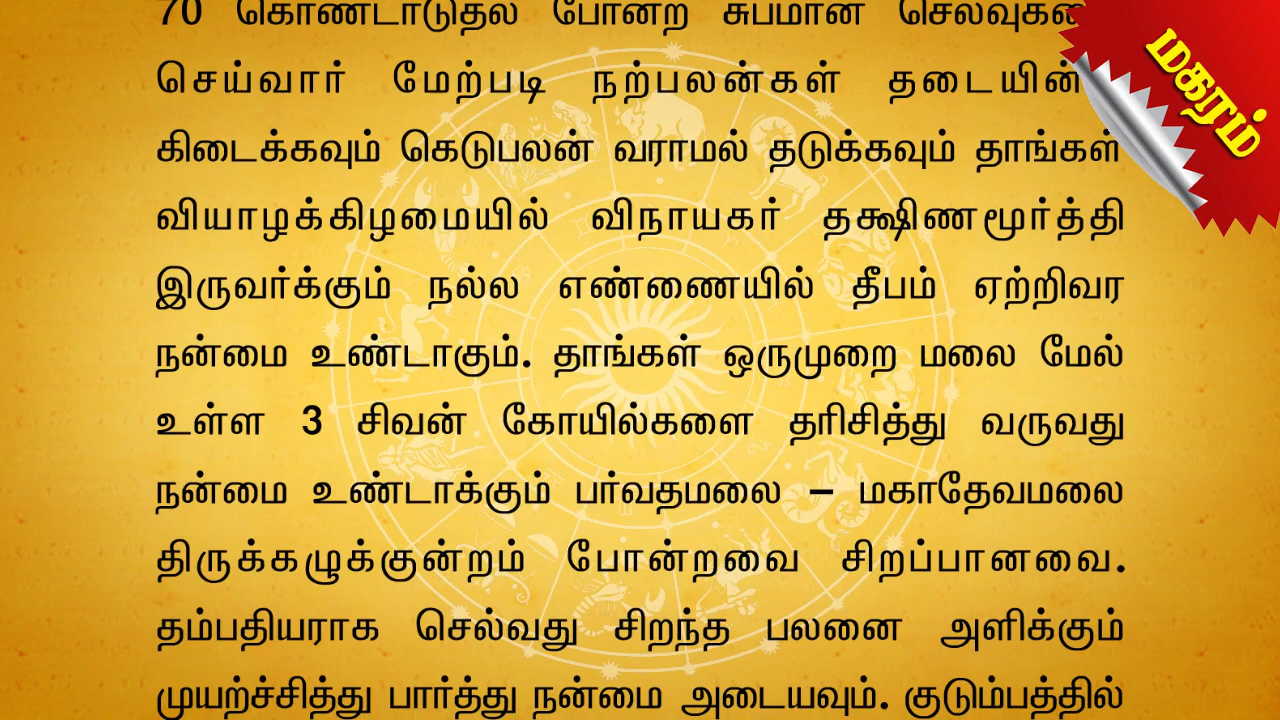 70 கொண்டாடுதல் போன்ற சுபமான
செய்வார் மேற்படி நற்பலன்கள்
கிடைக்கவும் கெடுபலன் வராமல் தடுக்கவும் தாங்கள்
வியாழக்கிழமையில் விநாயகர் தக்ஷிணமூர்த்தி
இருவர்க்கும் நல்ல எண்ணையில் தீபம் ஏற்றிவர
நன்மை உண்டாகும். தாங்கள் ஒருமுறை மலை மேல்
உள்ள 3 சிவன் கோயில்களை தரிசித்து வருவது
நன்மை உண்டாக்கும் பர்வதமலை – மகாதேவமலை
திருக்கழுக்குன்றம் போன்றவை சிறப்பானவை.
தம்பதியராக செல்வது சிறந்த பலனை அளிக்கும்
முயற்ச்சித்து பார்த்து நன்மை அடையவும். குடும்பத்தில்
மகரம்